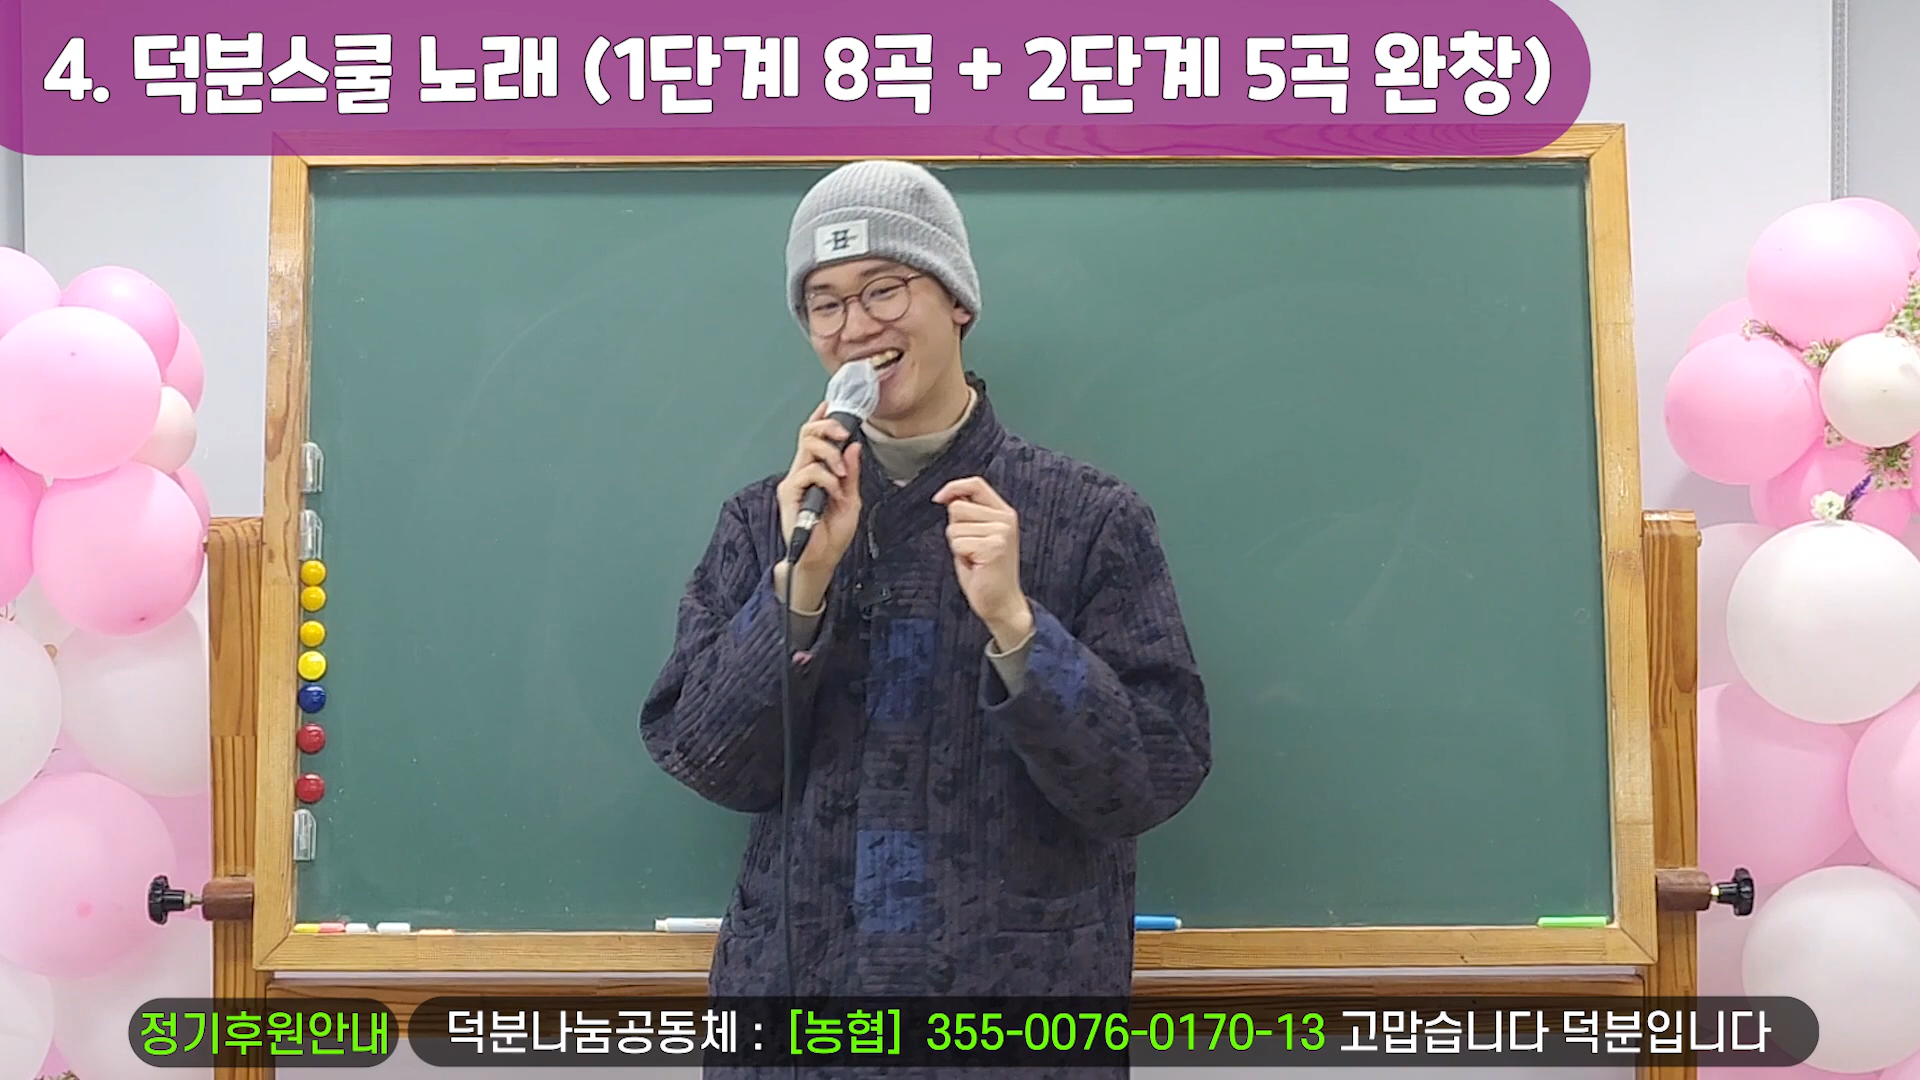 4. 덕분스쿨 노래 (1단계 8곡 + 2단계 5곡 완창)
H
정기후원안내 덕분나눔공동체 : [농협] 355-0076-0170-13 고맙습니다 덕분입니다